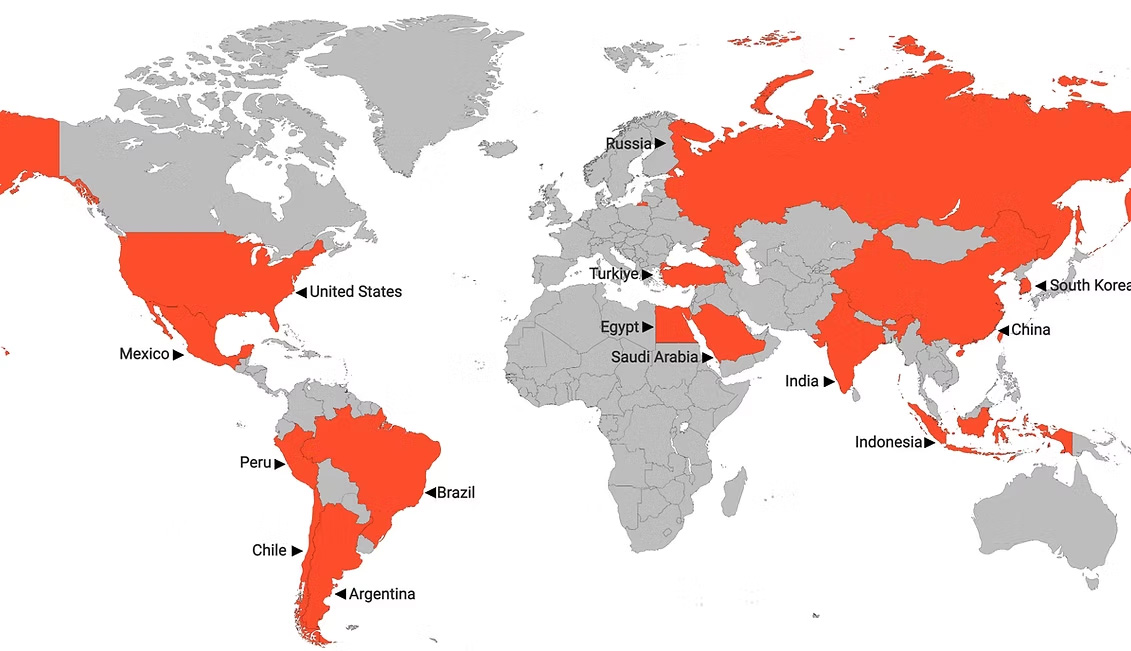 Russia
Turkiye
United States
South Korea
Egypt
China
Mexico
Saudi Arabia
India
Indonesia
Peru
Brazil
Chile
Argentina